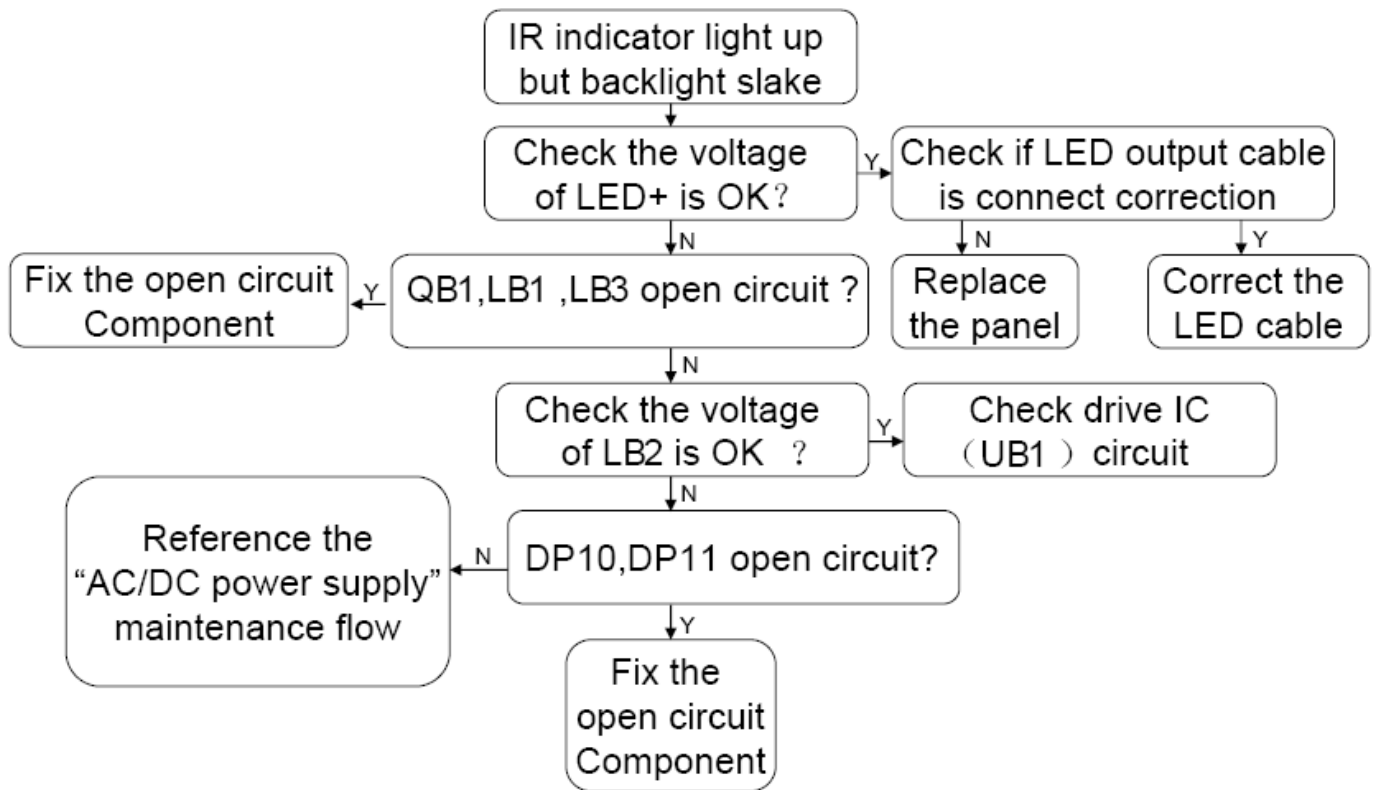 IR indicator light up
but backlight slake
Check the voltage
of LED+ is OK？
Y
Check if LED output cable
is connect correction
N
N
Y
Fix the open circuit
Component
Y
QB1,LB1 ,LB3 open circuit ?
Replace
the panel
Correct the
LED cable
N
Check the voltage
of LB2 is OK ？
Y
Check drive IC
（UB1 ）circuit
N
Reference the
“AC/DC power supply”
maintenance flow
N
DP10,DP11 open circuit?
Y
Fix the
open circuit
Component